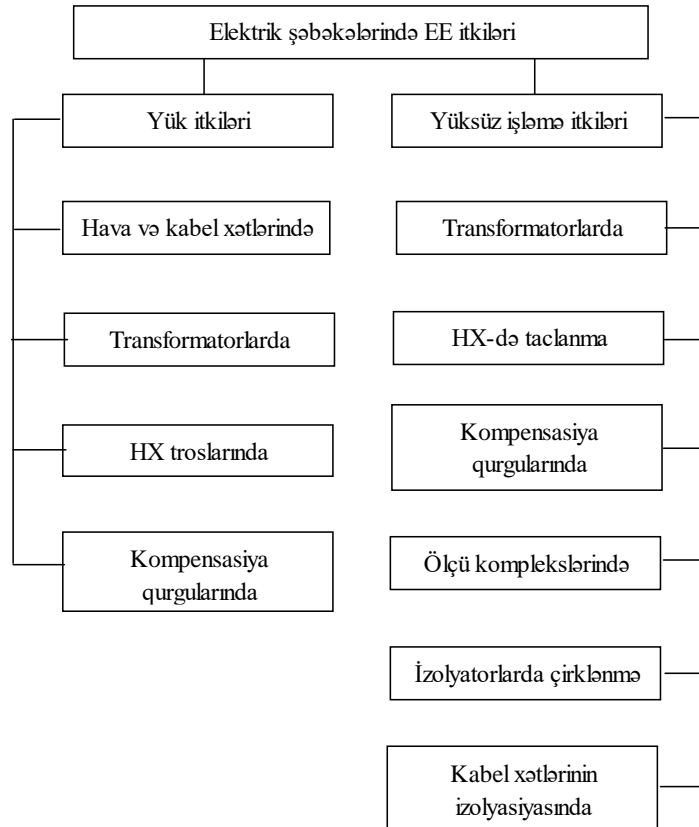 Elektrik şəbəkələrində EE itkiləri
Yük itkiləri
Hava və kabel xətlərində
Transformatorlarda
HX troslarında
Kompensasiya
qurgularında
Yüksüz işləmə itkiləri
Transformatorlarda
HX-də taclanma
Kompensasiya
qurgularında
Ölçü komplekslərində
İzolyatorlarda çirklənmə
Kabel xətlərinin
izolyasiyasında